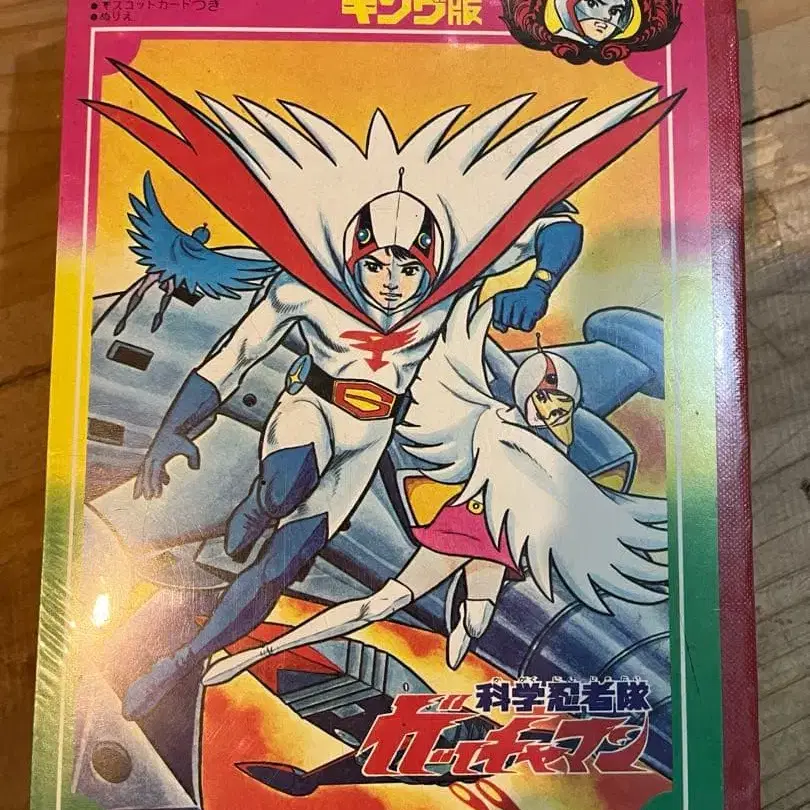 ●マスコットカードつき
●ぬりえ
キング版
かがくにんじゃたい
科学忍者隊
ガッチャマン
G